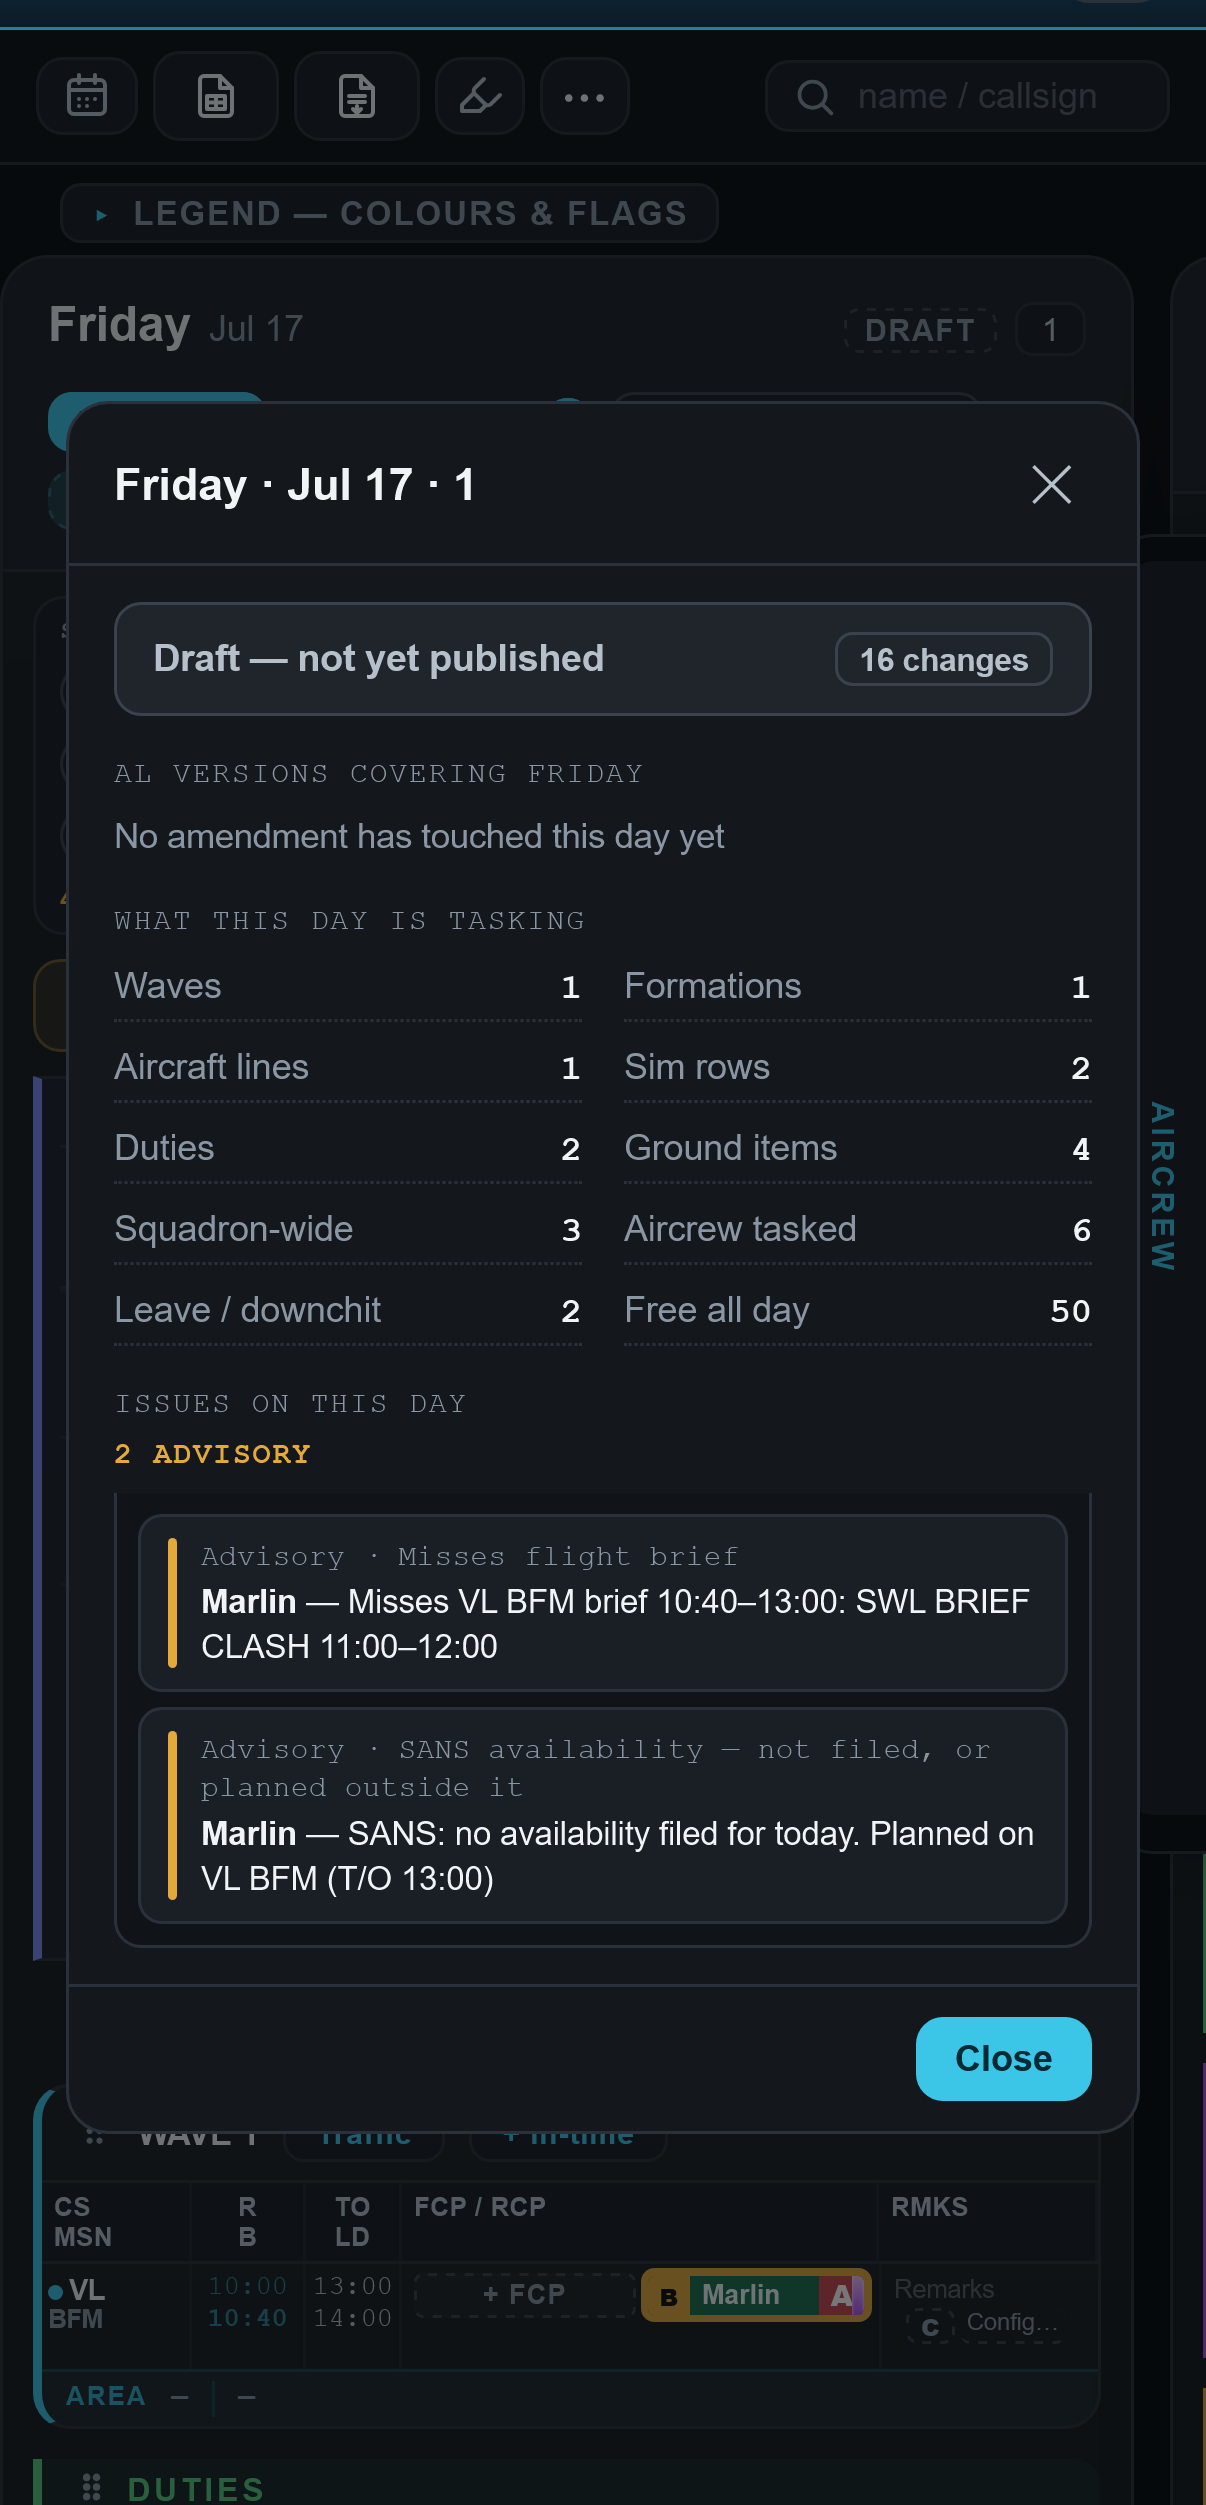 name / callsign
LEGEND — COLOURS & FLAGS
Friday Jul 17
DRAFT 1
Friday · Jul 17 · 1
Draft — not yet published
16 changes
AL VERSIONS COVERING FRIDAY
No amendment has touched this day yet
WHAT THIS DAY IS TASKING
Waves 1
Formations 1
Aircraft lines 1
Sim rows 2
Duties 2
Ground items 4
Squadron-wide 3
Aircrew tasked 6
Leave / downchit 2
Free all day 50
AIRCREW
ISSUES ON THIS DAY
2 ADVISORY
Advisory · Misses flight brief
Marlin — Misses VL BFM brief 10:40–13:00: SWL BRIEF
CLASH 11:00–12:00
Advisory · SANS availability — not filed, or
planned outside it
Marlin — SANS: no availability filed for today. Planned on
VL BFM (T/O 13:00)
Close
WAVE 1 Traffic + In-time
CS R TO FCP / RCP RMKS
MSN B LD
VL 10:00 13:00 + FCP B Marlin A Remarks
BFM 10:40 14:00 C Config...
AREA — —
DUTIES